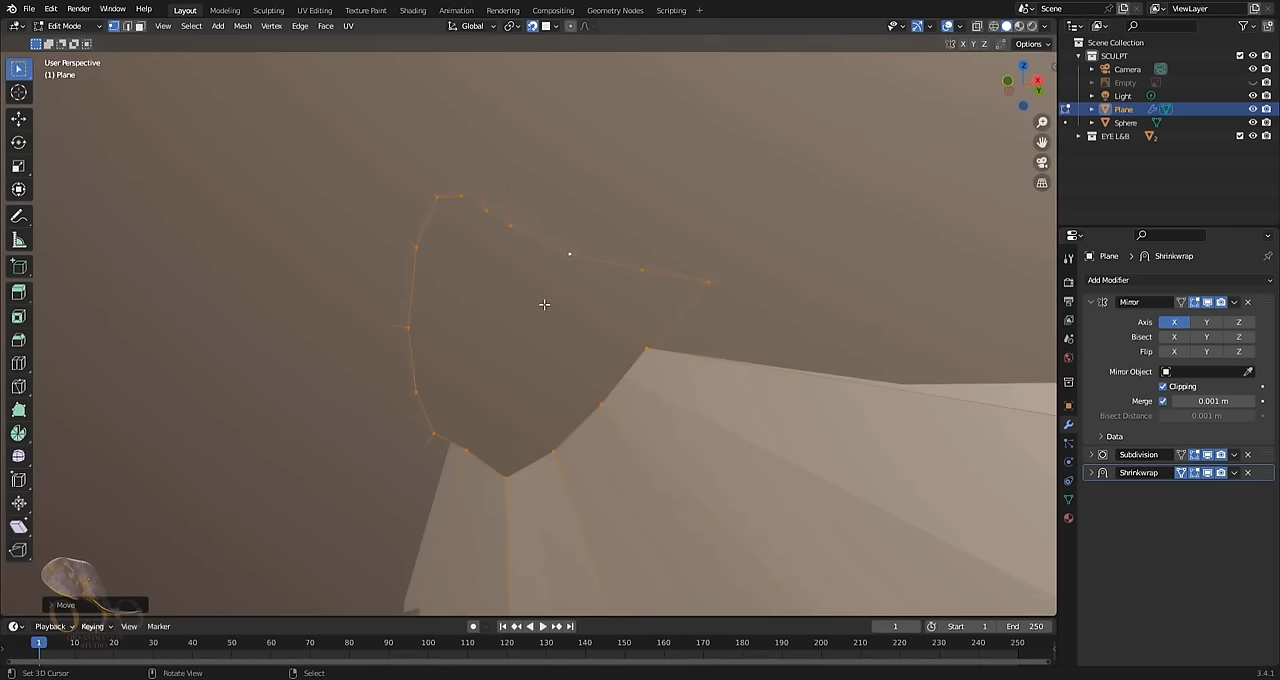 File Edit Render Window Help Layout Modeling Sculpting UV Editing Texture Paint Shading Animation Rendering Compositing Geometry Nodes Scripting Scene ViewLayer
Edit Mode View Select Add Mesh Vertex Edge Face UV Global
X Y Z Options
User Perspective
(1) Plane
Z
X
Y
Scene Collection
SCULPT
Camera
Empty
Light
Plane
Sphere
EYE L&B 2
Plane > Shrinkwrap
Add Modifier
Mirror
Axis X Y Z
Bisect X Y Z
Flip X Y Z
Mirror Object
Clipping
Merge 0.001 m
Bisect Distance 0.001 m
Data
Subdivision
Shrinkwrap
> Move
STUDIO
Playback Keying View Marker 1 Start 1 End 250
1 10 20 30 40 50 60 70 80 90 100 110 120 130 140 150 160 170 180 190 200 210 220 230 240 250
Set 3D Cursor Rotate View Select 3.4.1